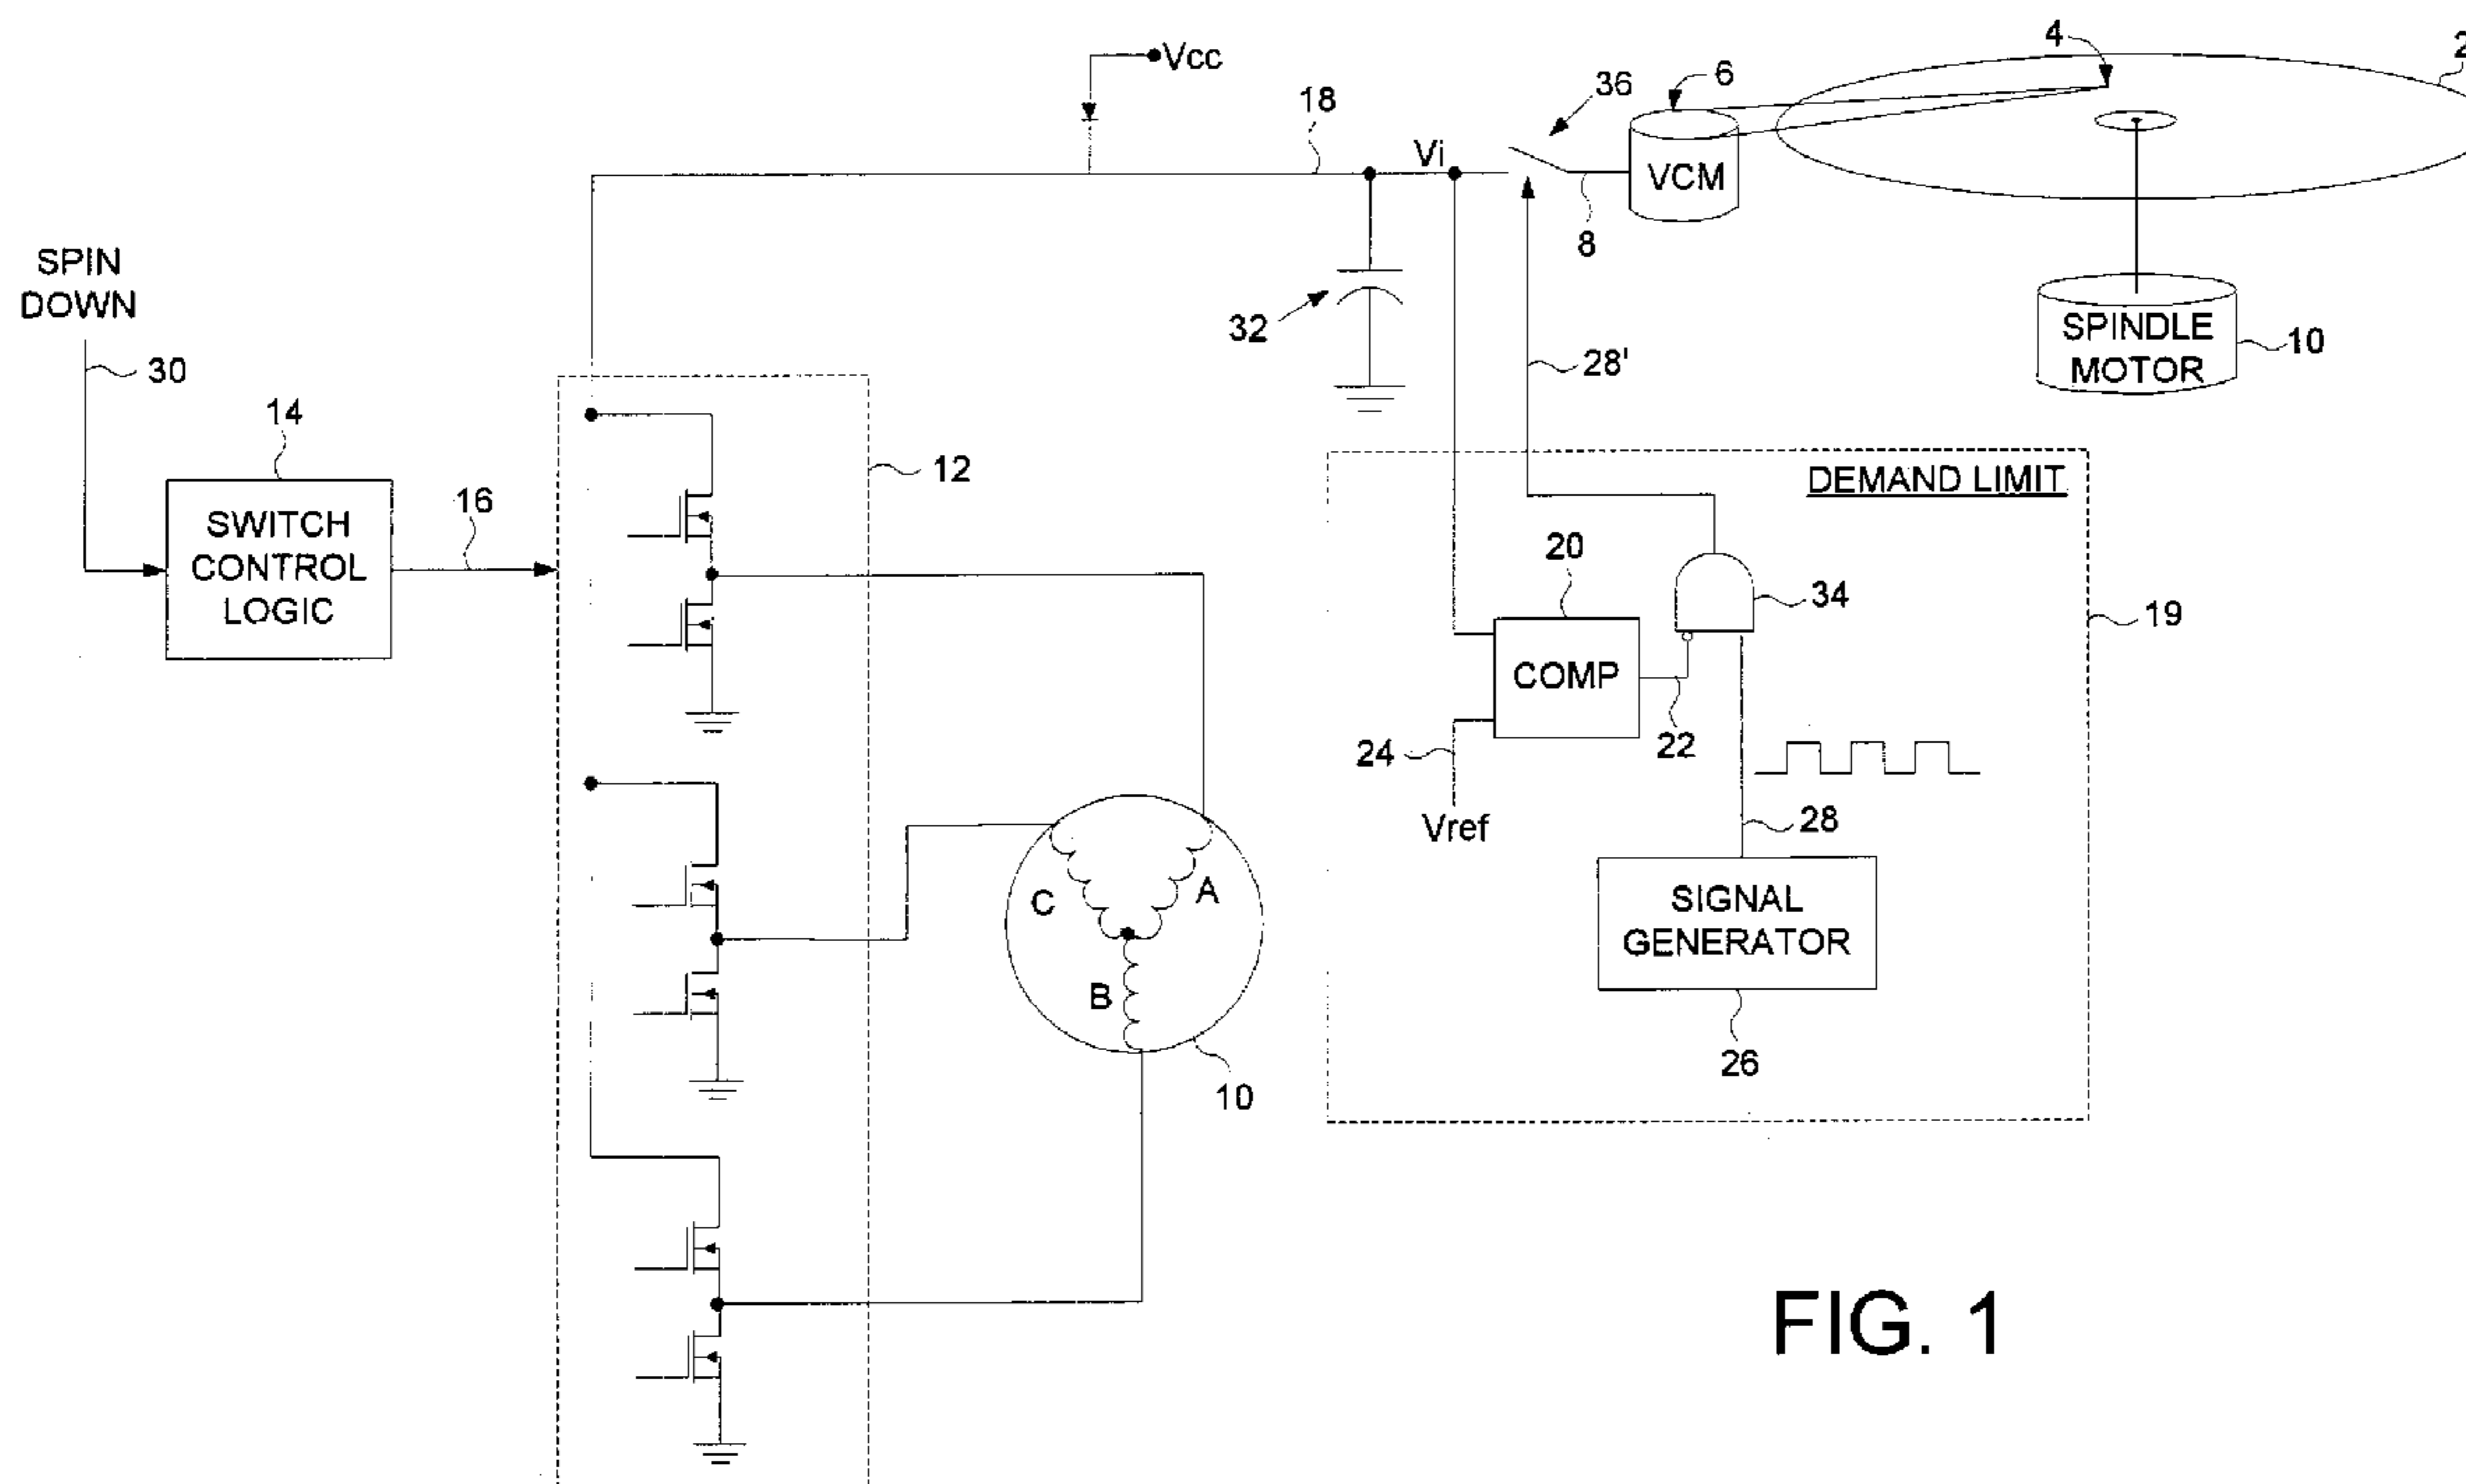 Vcc
4
2
6
36
18
Vi
VCM
8
SPIN
DOWN
30
32
28'
SPINDLE
MOTOR
10
14
12
16
DEMAND LIMIT
SWITCH
CONTROL
LOGIC
20
34
19
COMP
24
22
Vref
28
C
A
SIGNAL
GENERATOR
B
26
10
FIG. 1